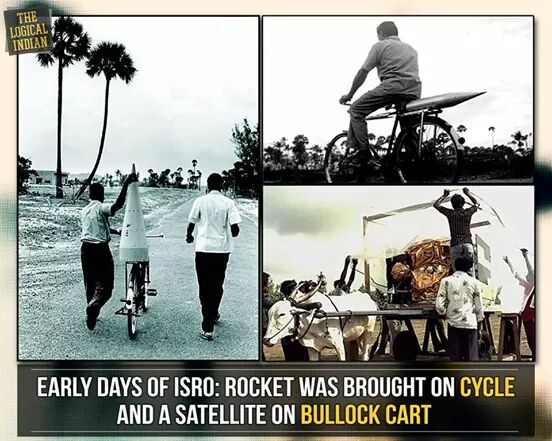 THE
LOGICAL
INDIAN
EARLY DAYS OF ISRO: ROCKET WAS BROUGHT ON CYCLE
AND A SATELLITE ON BULLOCK CART